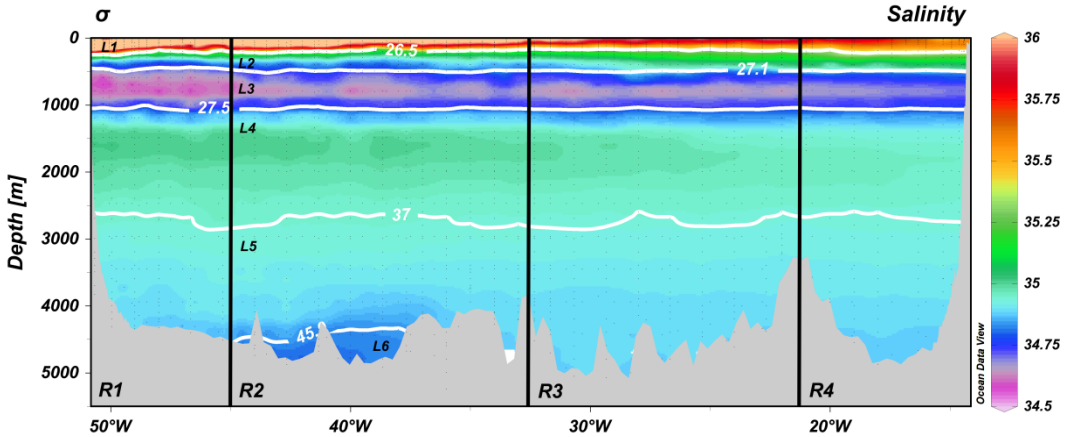 σ
Salinity
0
1000
2000
3000
4000
5000
Depth [m]
L1
26.5
L2
27.1
L3
27.5
L4
37
L5
L6
R1
R2
R3
R4
50°W
40°W
30°W
20°W
Ocean Data View
36
35.75
35.5
35.25
35
34.75
34.5